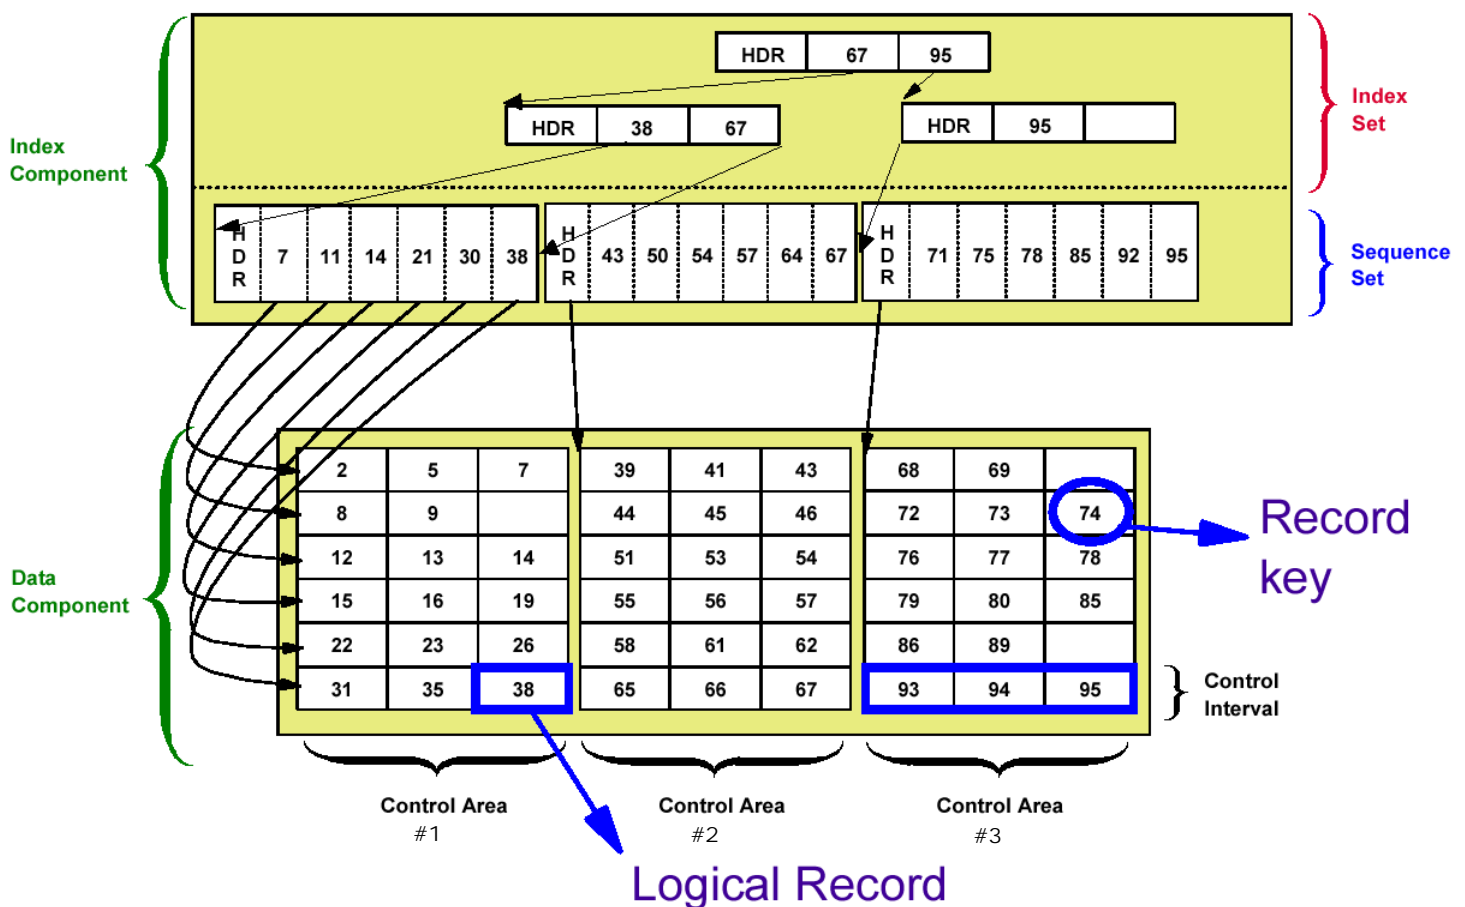 HDR 67 95
Index
Set
HDR 38 67
HDR 95
Index
Component
HDR 7 11 14 21 30 38
HDR 43 50 54 57 64 67
HDR 71 75 78 85 92 95
Sequence
Set
2 5 7 39 41 43 68 69
8 9 44 45 46 72 73 74
Record
key
12 13 14 51 53 54 76 77 78
Data
Component
15 16 19 55 56 57 79 80 85
22 23 26 58 61 62 86 89
31 35 38 65 66 67 93 94 95
Control
Interval
Control Area
#1
Control Area
#2
Control Area
#3
Logical Record